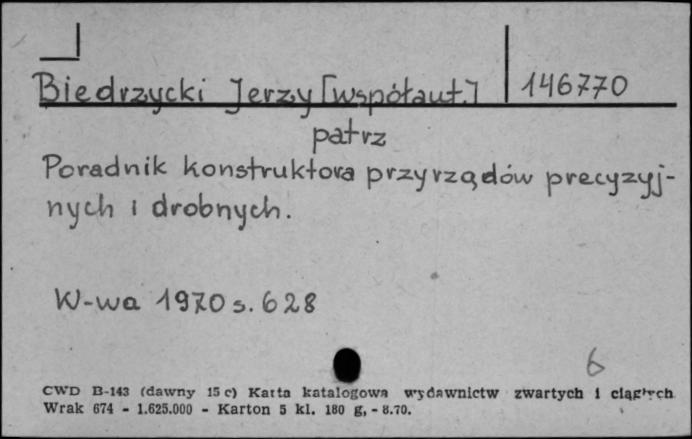 Biedrzycki Jerzy [współaut.] 146770
patrz
Poradnik konstruktora przyrządów precyzyj-
nych i drobnych.
W-wa 1970 s. 628
6
CWD B-143 (dawny 15 c) Karta katalogowa wydawnictw zwartych i ciągłych
Wrak 674 - 1.625.000 - Karton 5 kl. 180 g, - 8.70.